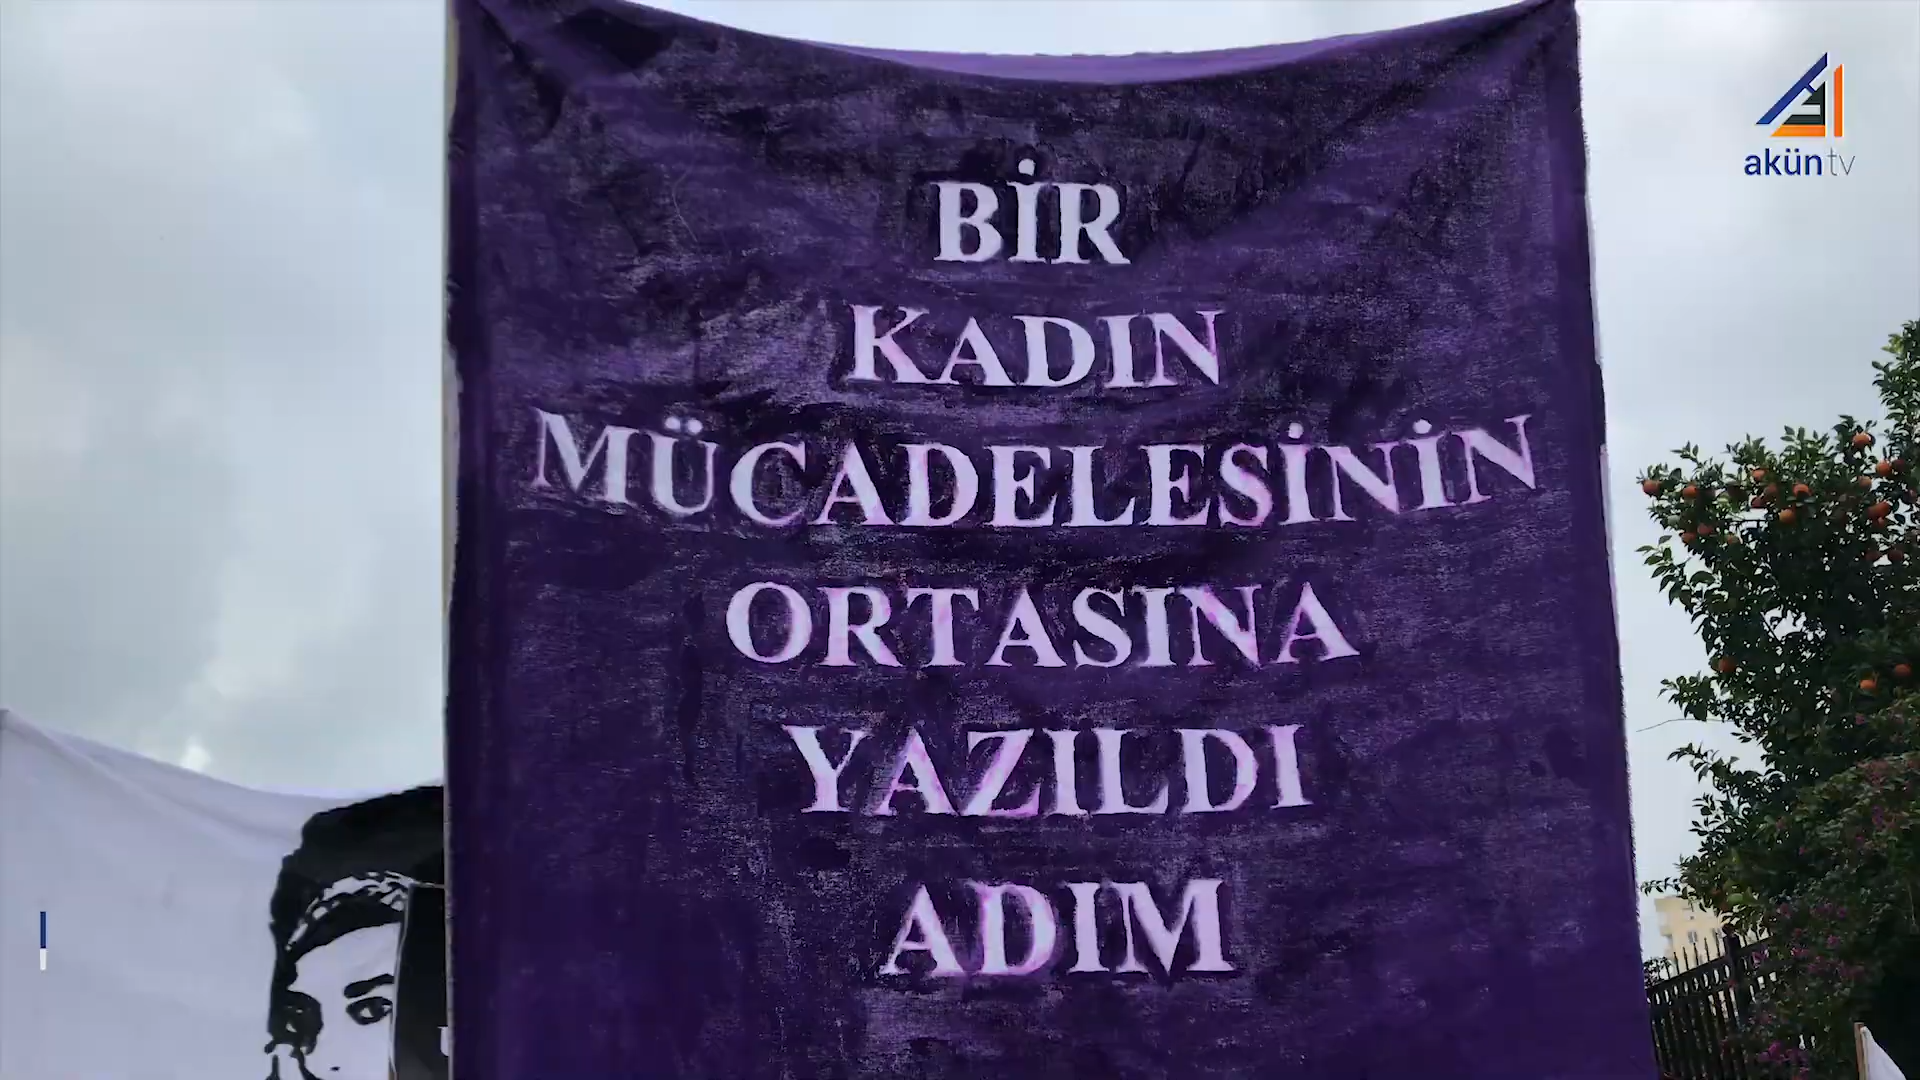 akün tv
BİR
KADIN
MÜCADELESİNİN
ORTASINA
YAZILDI
ADIM